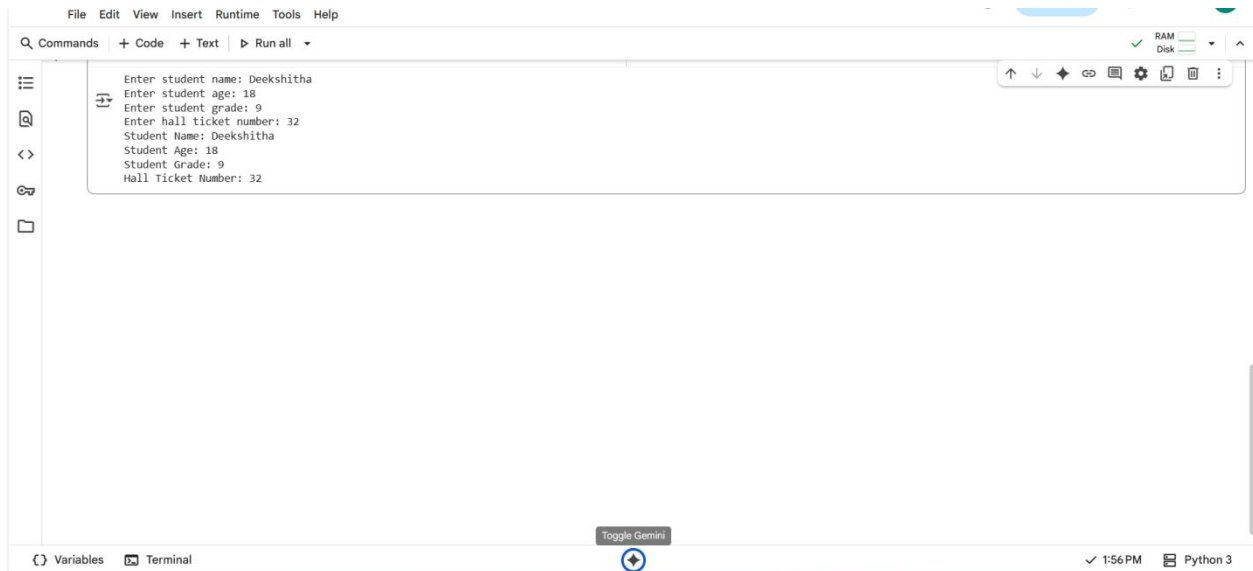 File Edit View Insert Runtime Tools Help
Commands + Code + Text Run all
RAM
Disk
Enter student name: Deekshitha
Enter student age: 18
Enter student grade: 9
Enter hall ticket number: 32
Student Name: Deekshitha
Student Age: 18
Student Grade: 9
Hall Ticket Number: 32
Toggle Gemini
{} Variables Terminal 1:56 PM Python 3